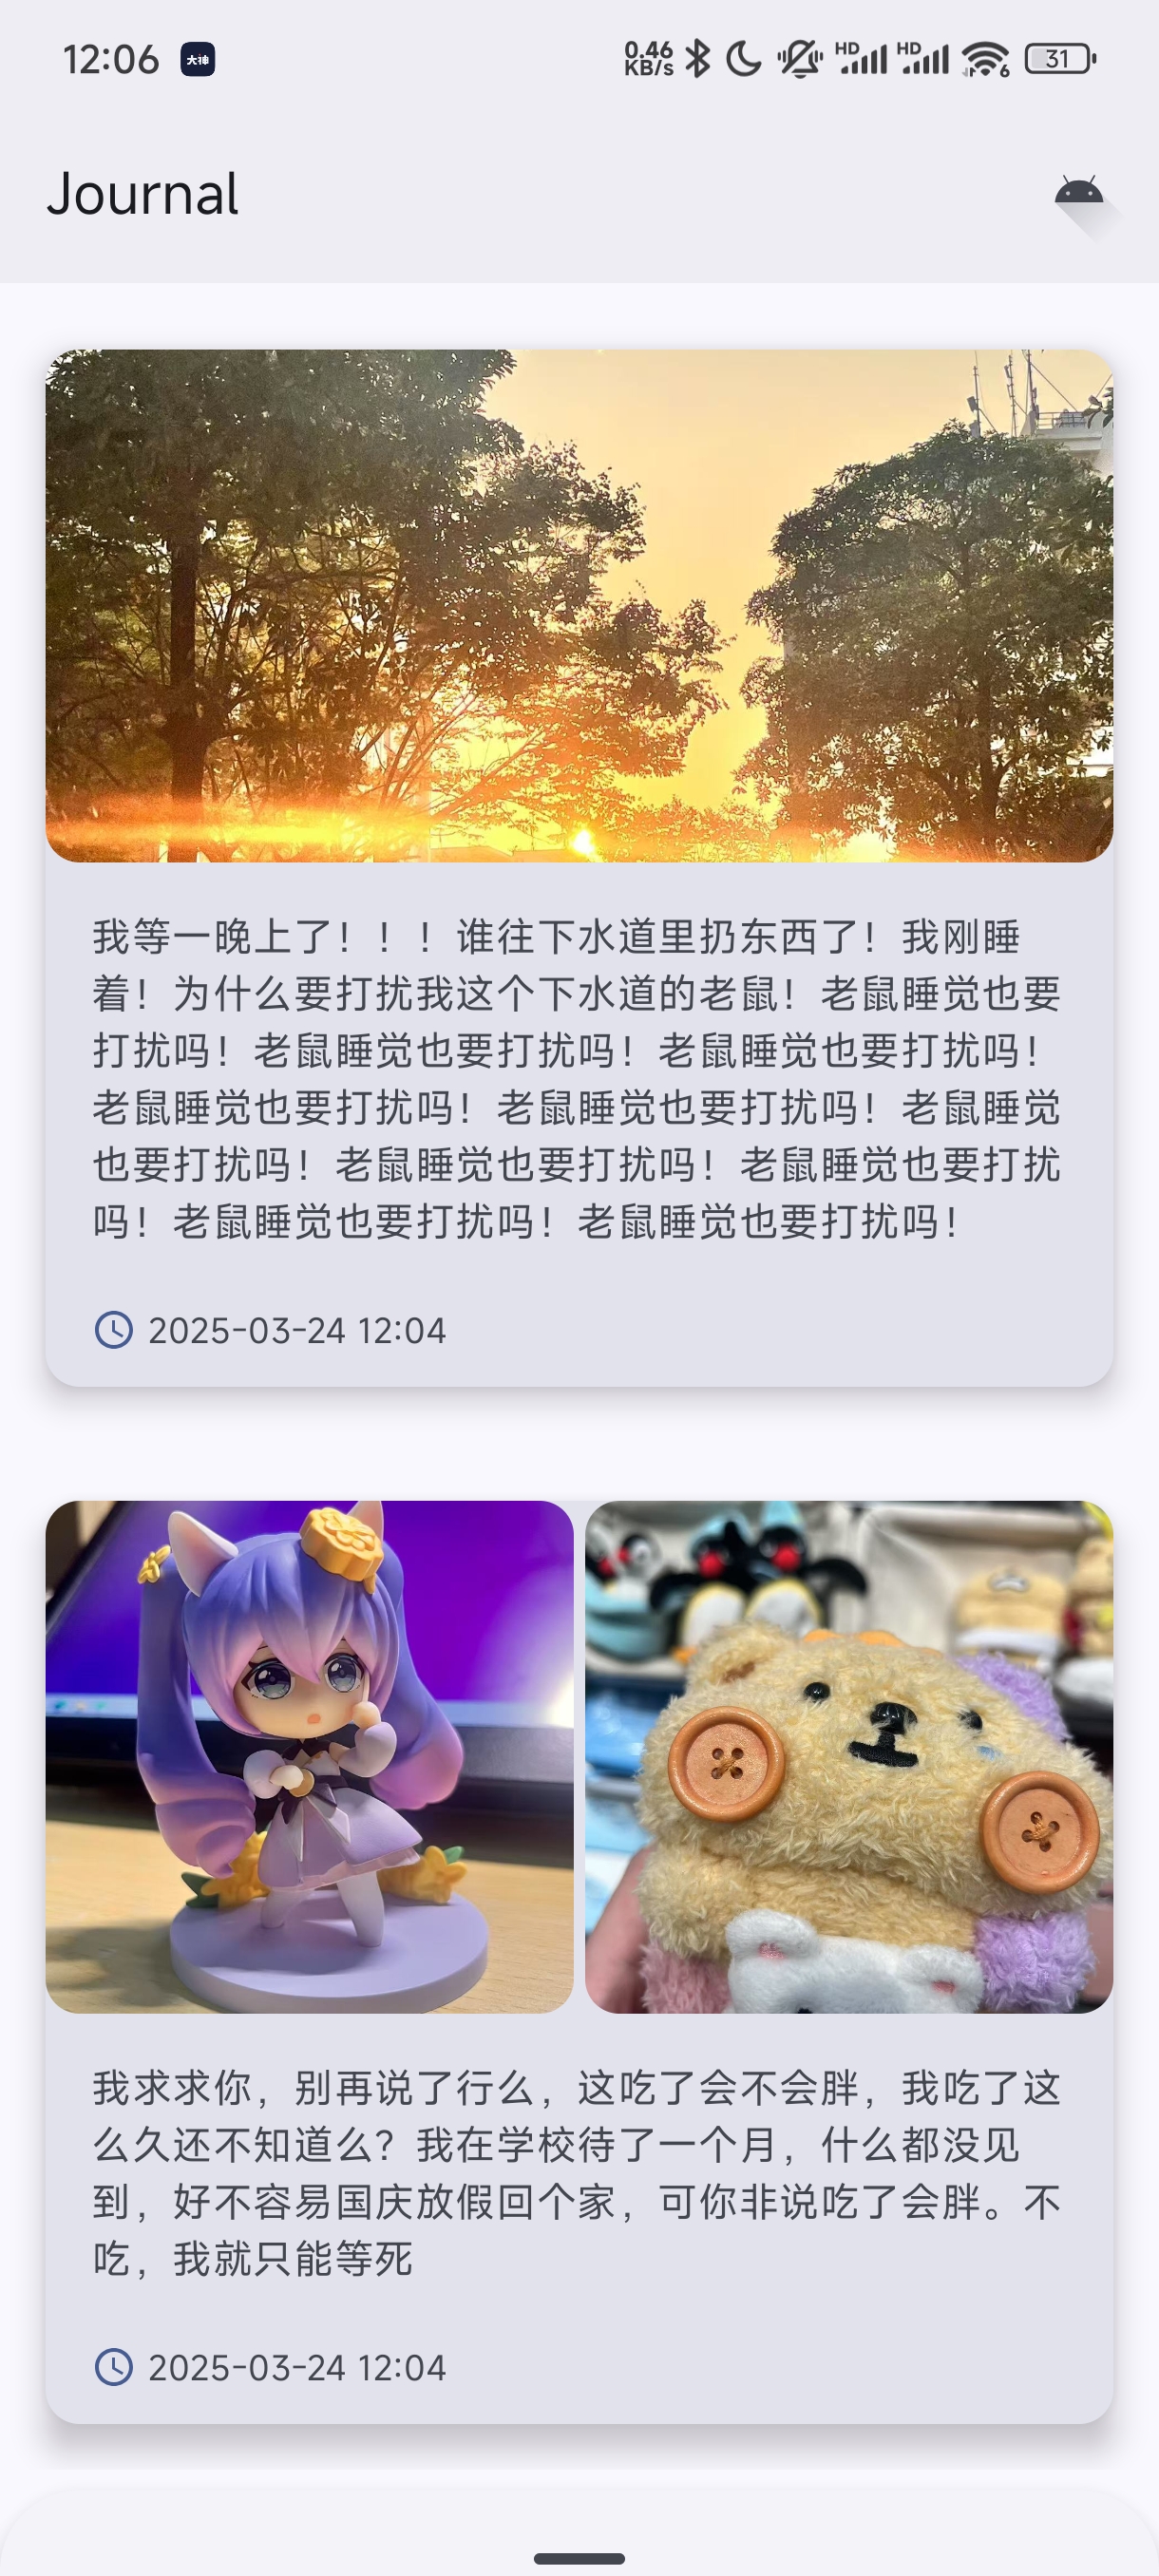 12:06 大神 0.46 KB/s HD HD 6 31
Journal
我等一晚上了！！！谁往下水道里扔东西了！我刚睡
着！为什么要打扰我这个下水道的老鼠！老鼠睡觉也要
打扰吗！老鼠睡觉也要打扰吗！老鼠睡觉也要打扰吗！
老鼠睡觉也要打扰吗！老鼠睡觉也要打扰吗！老鼠睡觉
也要打扰吗！老鼠睡觉也要打扰吗！老鼠睡觉也要打扰
吗！老鼠睡觉也要打扰吗！老鼠睡觉也要打扰吗！
2025-03-24 12:04
我求求你，别再说了行么，这吃了会不会胖，我吃了这
么久还不知道么？我在学校待了一个月，什么都没见
到，好不容易国庆放假回个家，可你非说吃了会胖。不
吃，我就只能等死
2025-03-24 12:04